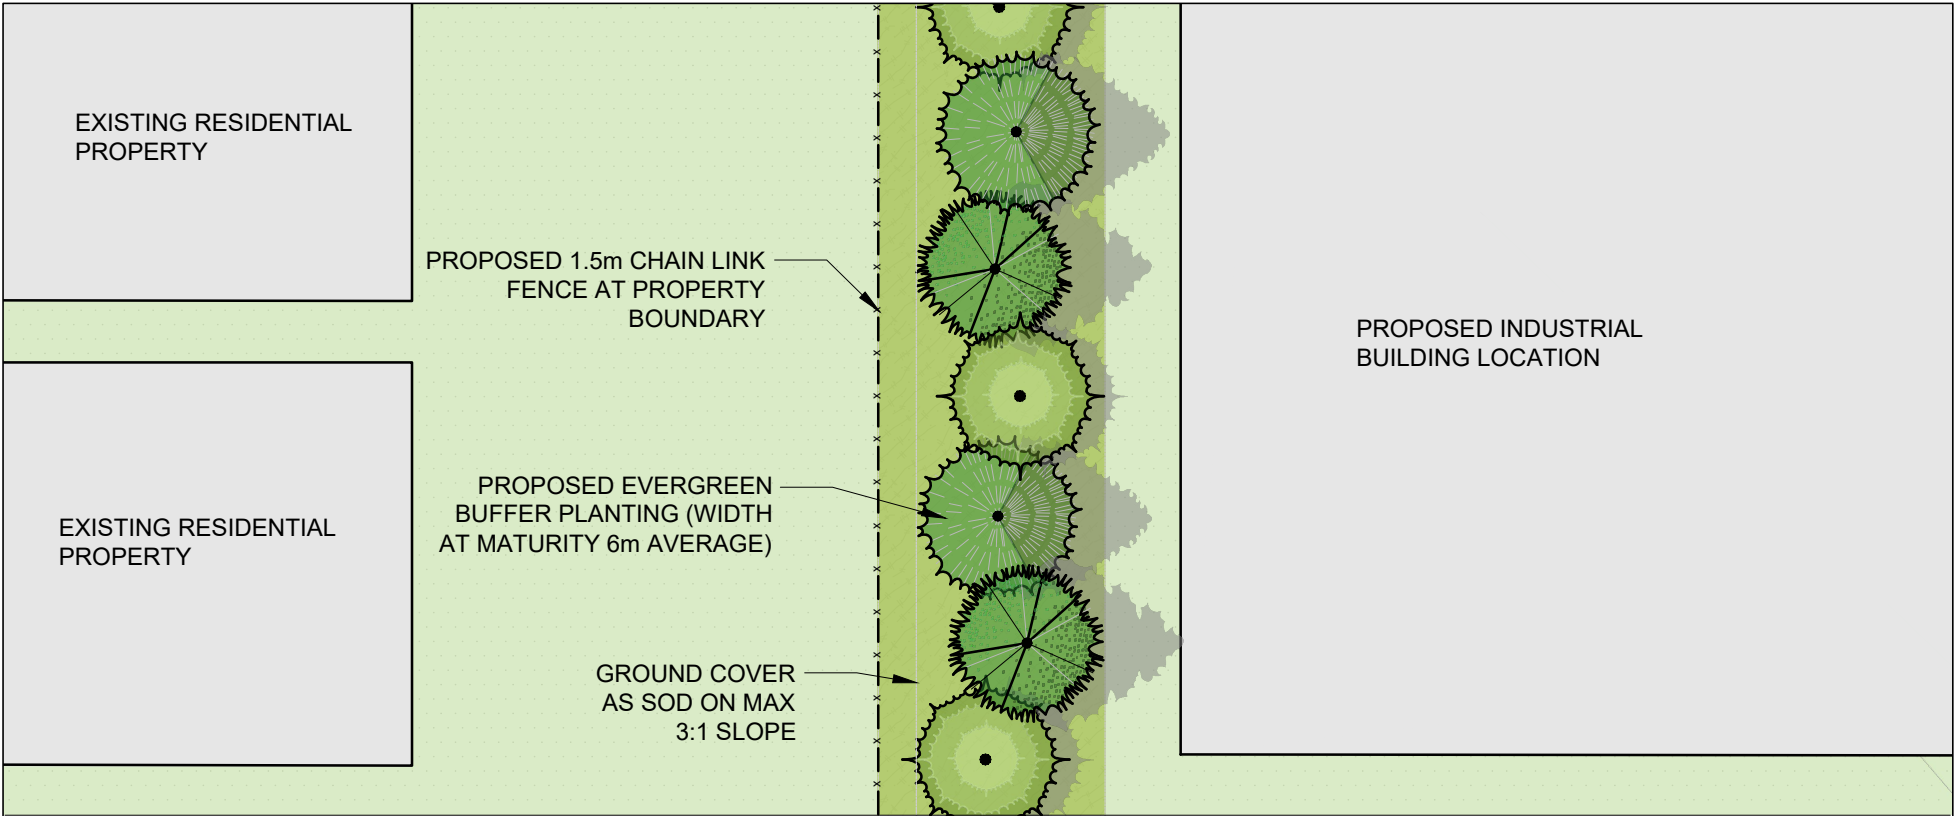 EXISTING RESIDENTIAL
PROPERTY
PROPOSED 1.5m CHAIN LINK
FENCE AT PROPERTY
BOUNDARY
PROPOSED INDUSTRIAL
BUILDING LOCATION
PROPOSED EVERGREEN
BUFFER PLANTING (WIDTH
AT MATURITY 6m AVERAGE)
EXISTING RESIDENTIAL
PROPERTY
GROUND COVER
AS SOD ON MAX
3:1 SLOPE